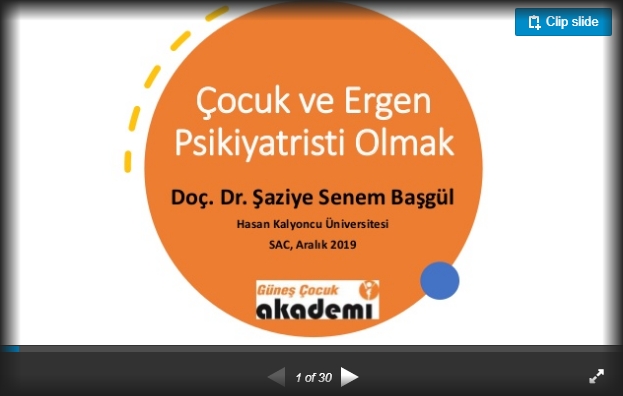 Clip slide
Çocuk ve Ergen
Psikiyatristi Olmak
Doç. Dr. Şaziye Senem Başgül
Hasan Kalyoncu Üniversitesi
SAC, Aralık 2019
Güneş Çocuk
akademi
1 of 30